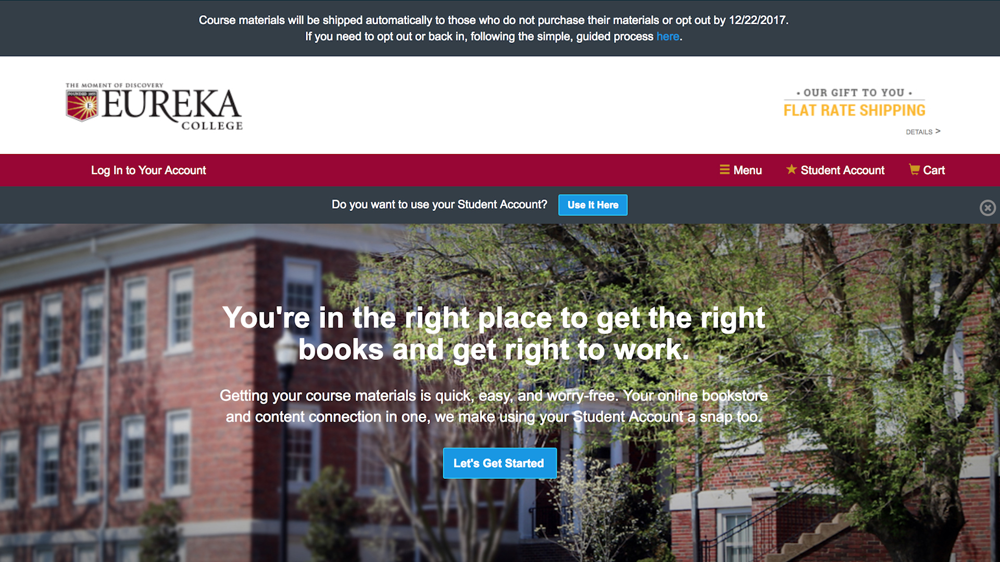 Course materials will be shipped automatically to those who do not purchase their materials or opt out by 12/22/2017.
If you need to opt out or back in, following the simple, guided process here.
THE MOMENT OF DISCOVERY
FOUNDED 1855
E
EUREKA
COLLEGE
• OUR GIFT TO YOU •
FLAT RATE SHIPPING
DETAILS >
Log In to Your Account
Menu
Student Account
Cart
Do you want to use your Student Account?
Use It Here
You're in the right place to get the right
books and get right to work.
Getting your course materials is quick, easy, and worry-free. Your online bookstore
and content connection in one, we make using your Student Account a snap too.
Let's Get Started